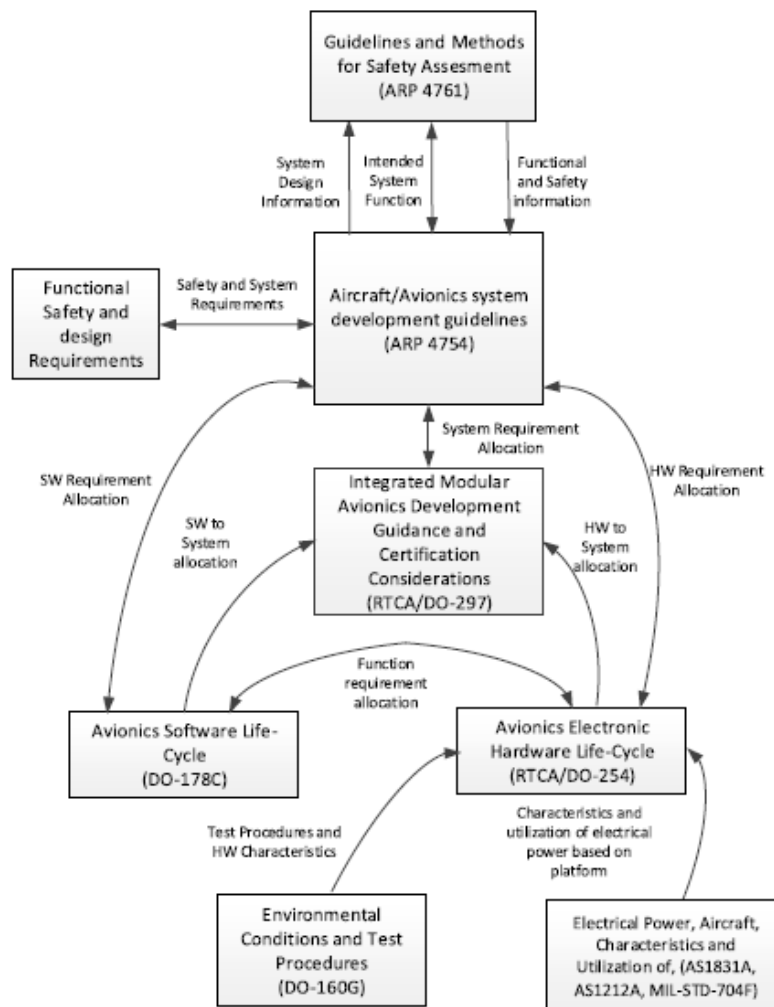 Guidelines and Methods
for Safety Assesment
(ARP 4761)
System
Design
Information
Intended
System
Function
Functional
and Safety
information
Functional
Safety and
design
Requirements
Safety and System
Requirements
Aircraft/Avionics system
development guidelines
(ARP 4754)
System Requirement
Allocation
SW Requirement
Allocation
SW to
System
allocation
Integrated Modular
Avionics Development
Guidance and
Certification
Considerations
(RTCA/DO-297)
HW to
System
allocation
HW Requirement
Allocation
Function
requirement
allocation
Avionics Software Life-
Cycle
(DO-178C)
Avionics Electronic
Hardware Life-Cycle
(RTCA/DO-254)
Test Procedures and
HW Characteristics
Characteristics and
utilization of electrical
power based on
platform
Environmental
Conditions and Test
Procedures
(DO-160G)
Electrical Power, Aircraft,
Characteristics and
Utilization of, (AS1831A,
AS1212A, MIL-STD-704F)